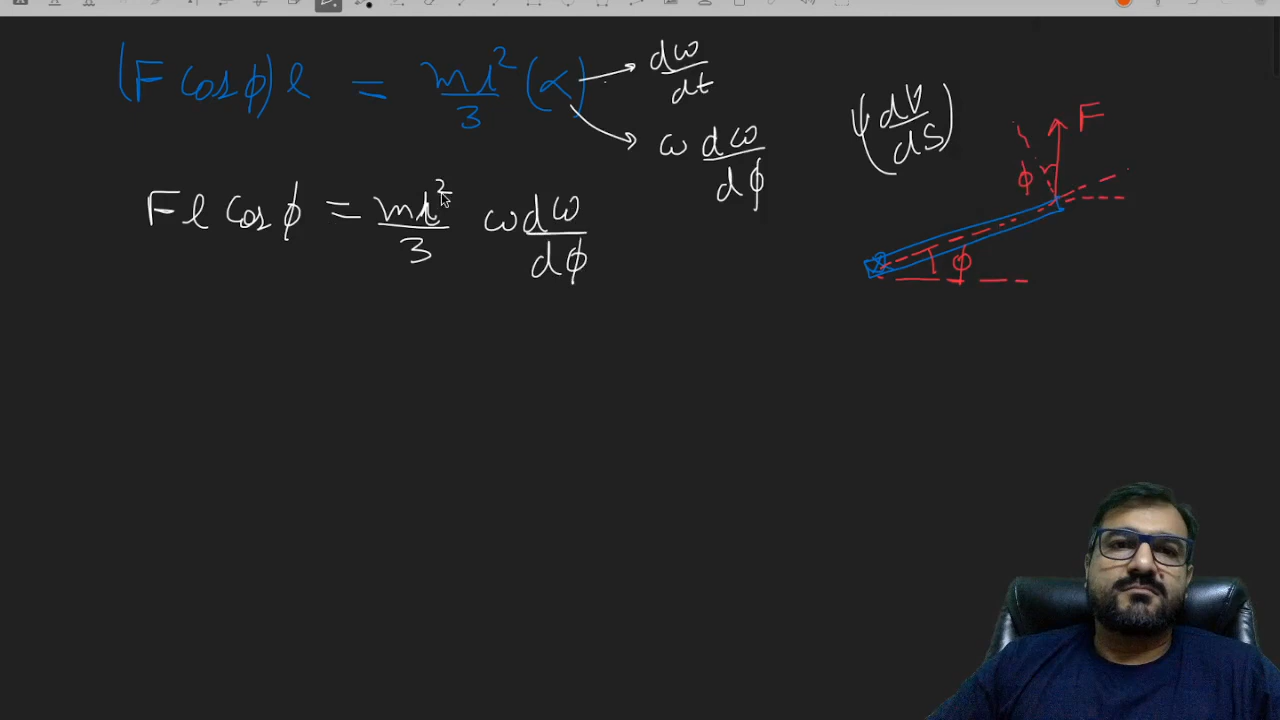 (F cos φ) l = ml²/3 (α) → dω/dt
→ ω dω/dφ
(v dv/ds)
F
φ
φ
F l cos φ = ml²/3 ω dω/dφ